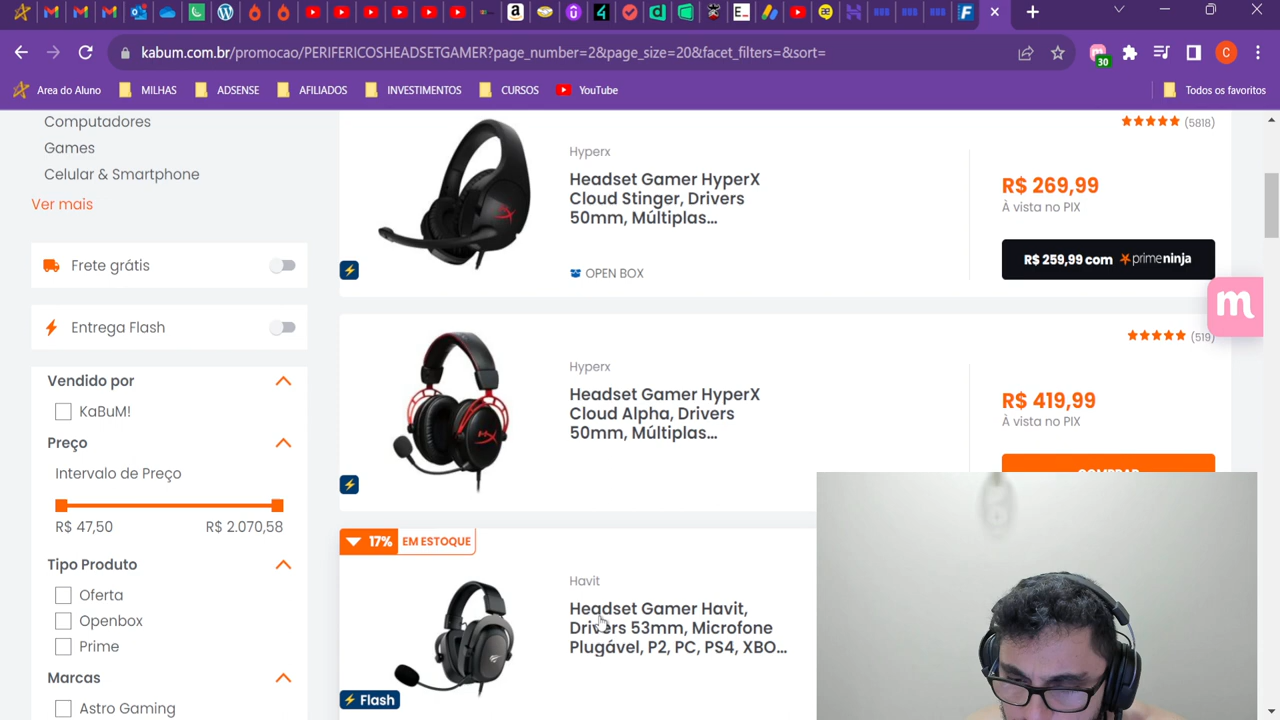 kabum.com.br/promocao/PERIFERICOSHEADSETGAMER?page_number=2&page_size=20&facet_filters=&sort=
30
C
Area do Aluno
MILHAS
ADSENSE
AFILIADOS
INVESTIMENTOS
CURSOS
YouTube
Todos os favoritos
Computadores
Games
Celular & Smartphone
Ver mais
Frete grátis
Entrega Flash
Vendido por
KaBuM!
Preço
Intervalo de Preço
R$ 47,50
R$ 2.070,58
Tipo Produto
Oferta
Openbox
Prime
Marcas
Astro Gaming
Hyperx
Headset Gamer HyperX
Cloud Stinger, Drivers
50mm, Múltiplas...
OPEN BOX
(5818)
R$ 269,99
À vista no PIX
R$ 259,99 com primeninja
m
Hyperx
Headset Gamer HyperX
Cloud Alpha, Drivers
50mm, Múltiplas...
(519)
R$ 419,99
À vista no PIX
COMPRAR
17%
EM ESTOQUE
Havit
Headset Gamer Havit,
Drivers 53mm, Microfone
Plugável, P2, PC, PS4, XBO...
Flash